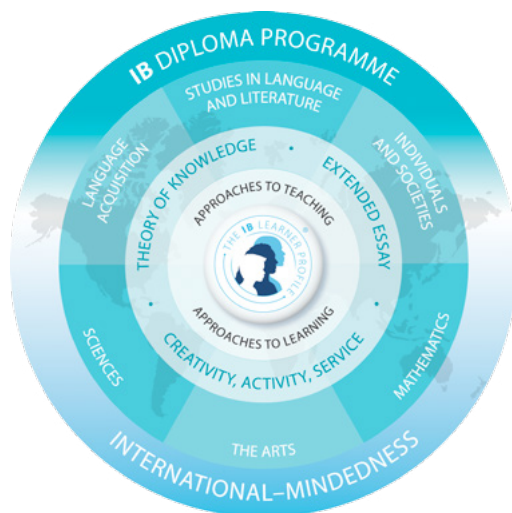 IB DIPLOMA PROGRAMME
STUDIES IN LANGUAGE
AND LITERATURE
LANGUAGE
ACQUISITION
INDIVIDUALS
AND SOCIETIES
THEORY OF KNOWLEDGE
EXTENDED ESSAY
APPROACHES TO TEACHING
THE IB LEARNER PROFILE
®
APPROACHES TO LEARNING
CREATIVITY, ACTIVITY, SERVICE
SCIENCES
MATHEMATICS
THE ARTS
INTERNATIONAL–MINDEDNESS